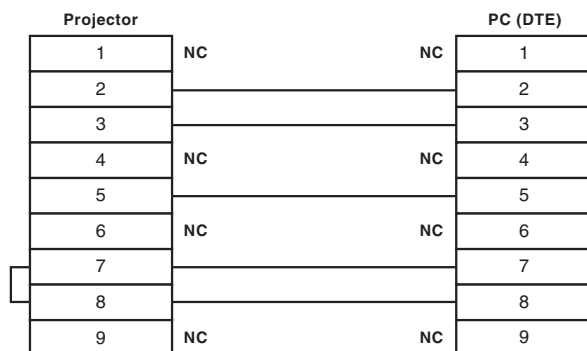 Projector PC (DTE)
1 NC NC 1
2 2
3 3
4 NC NC 4
5 5
6 NC NC 6
7 7
8 8
9 NC NC 9